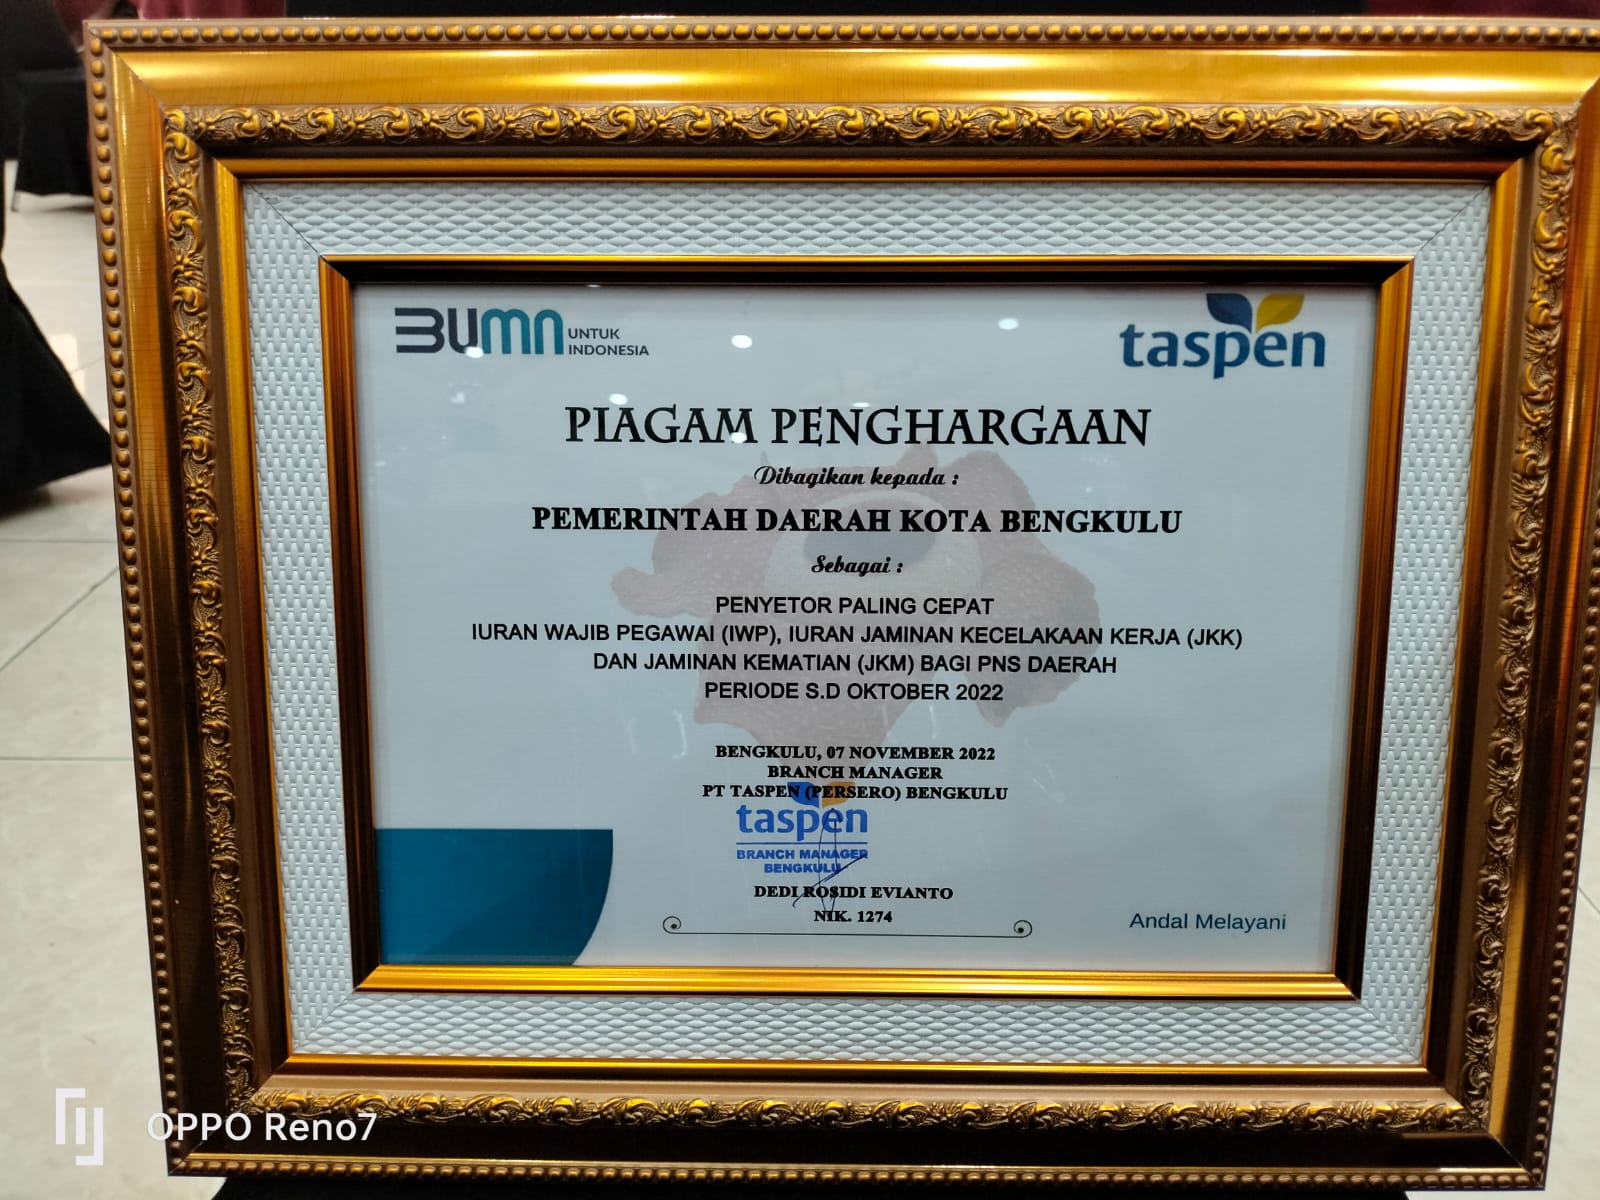 BUMN UNTUK
INDONESIA
taspen
PIAGAM PENGHARGAAN
Dibagikan kepada :
PEMERINTAH DAERAH KOTA BENGKULU
Sebagai :
PENYETOR PALING CEPAT
IURAN WAJIB PEGAWAI (IWP), IURAN JAMINAN KECELAKAAN KERJA (JKK)
DAN JAMINAN KEMATIAN (JKM) BAGI PNS DAERAH
PERIODE S.D OKTOBER 2022
BENGKULU, 07 NOVEMBER 2022
BRANCH MANAGER
PT TASPEN (PERSERO) BENGKULU
taspen
BRANCH MANAGER
BENGKULU
DEDI ROSIDI EVIANTO
NIK. 1274
Andal Melayani
OPPO Reno7